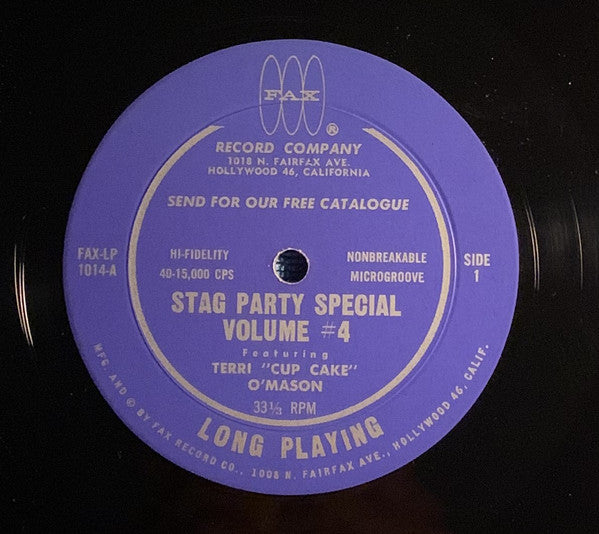 FAX
®
RECORD COMPANY
1018 N. FAIRFAX AVE.
HOLLYWOOD 46, CALIFORNIA
SEND FOR OUR FREE CATALOGUE
FAX-LP
1014-A
HI-FIDELITY
40-15,000 CPS
NONBREAKABLE
MICROGROOVE
SIDE
1
STAG PARTY SPECIAL
VOLUME #4
Featuring
TERRI "CUP CAKE"
O'MASON
33⅓ RPM
LONG PLAYING
MFG. AND © BY FAX RECORD CO., 1008 N. FAIRFAX AVE., HOLLYWOOD 46, CALIF.